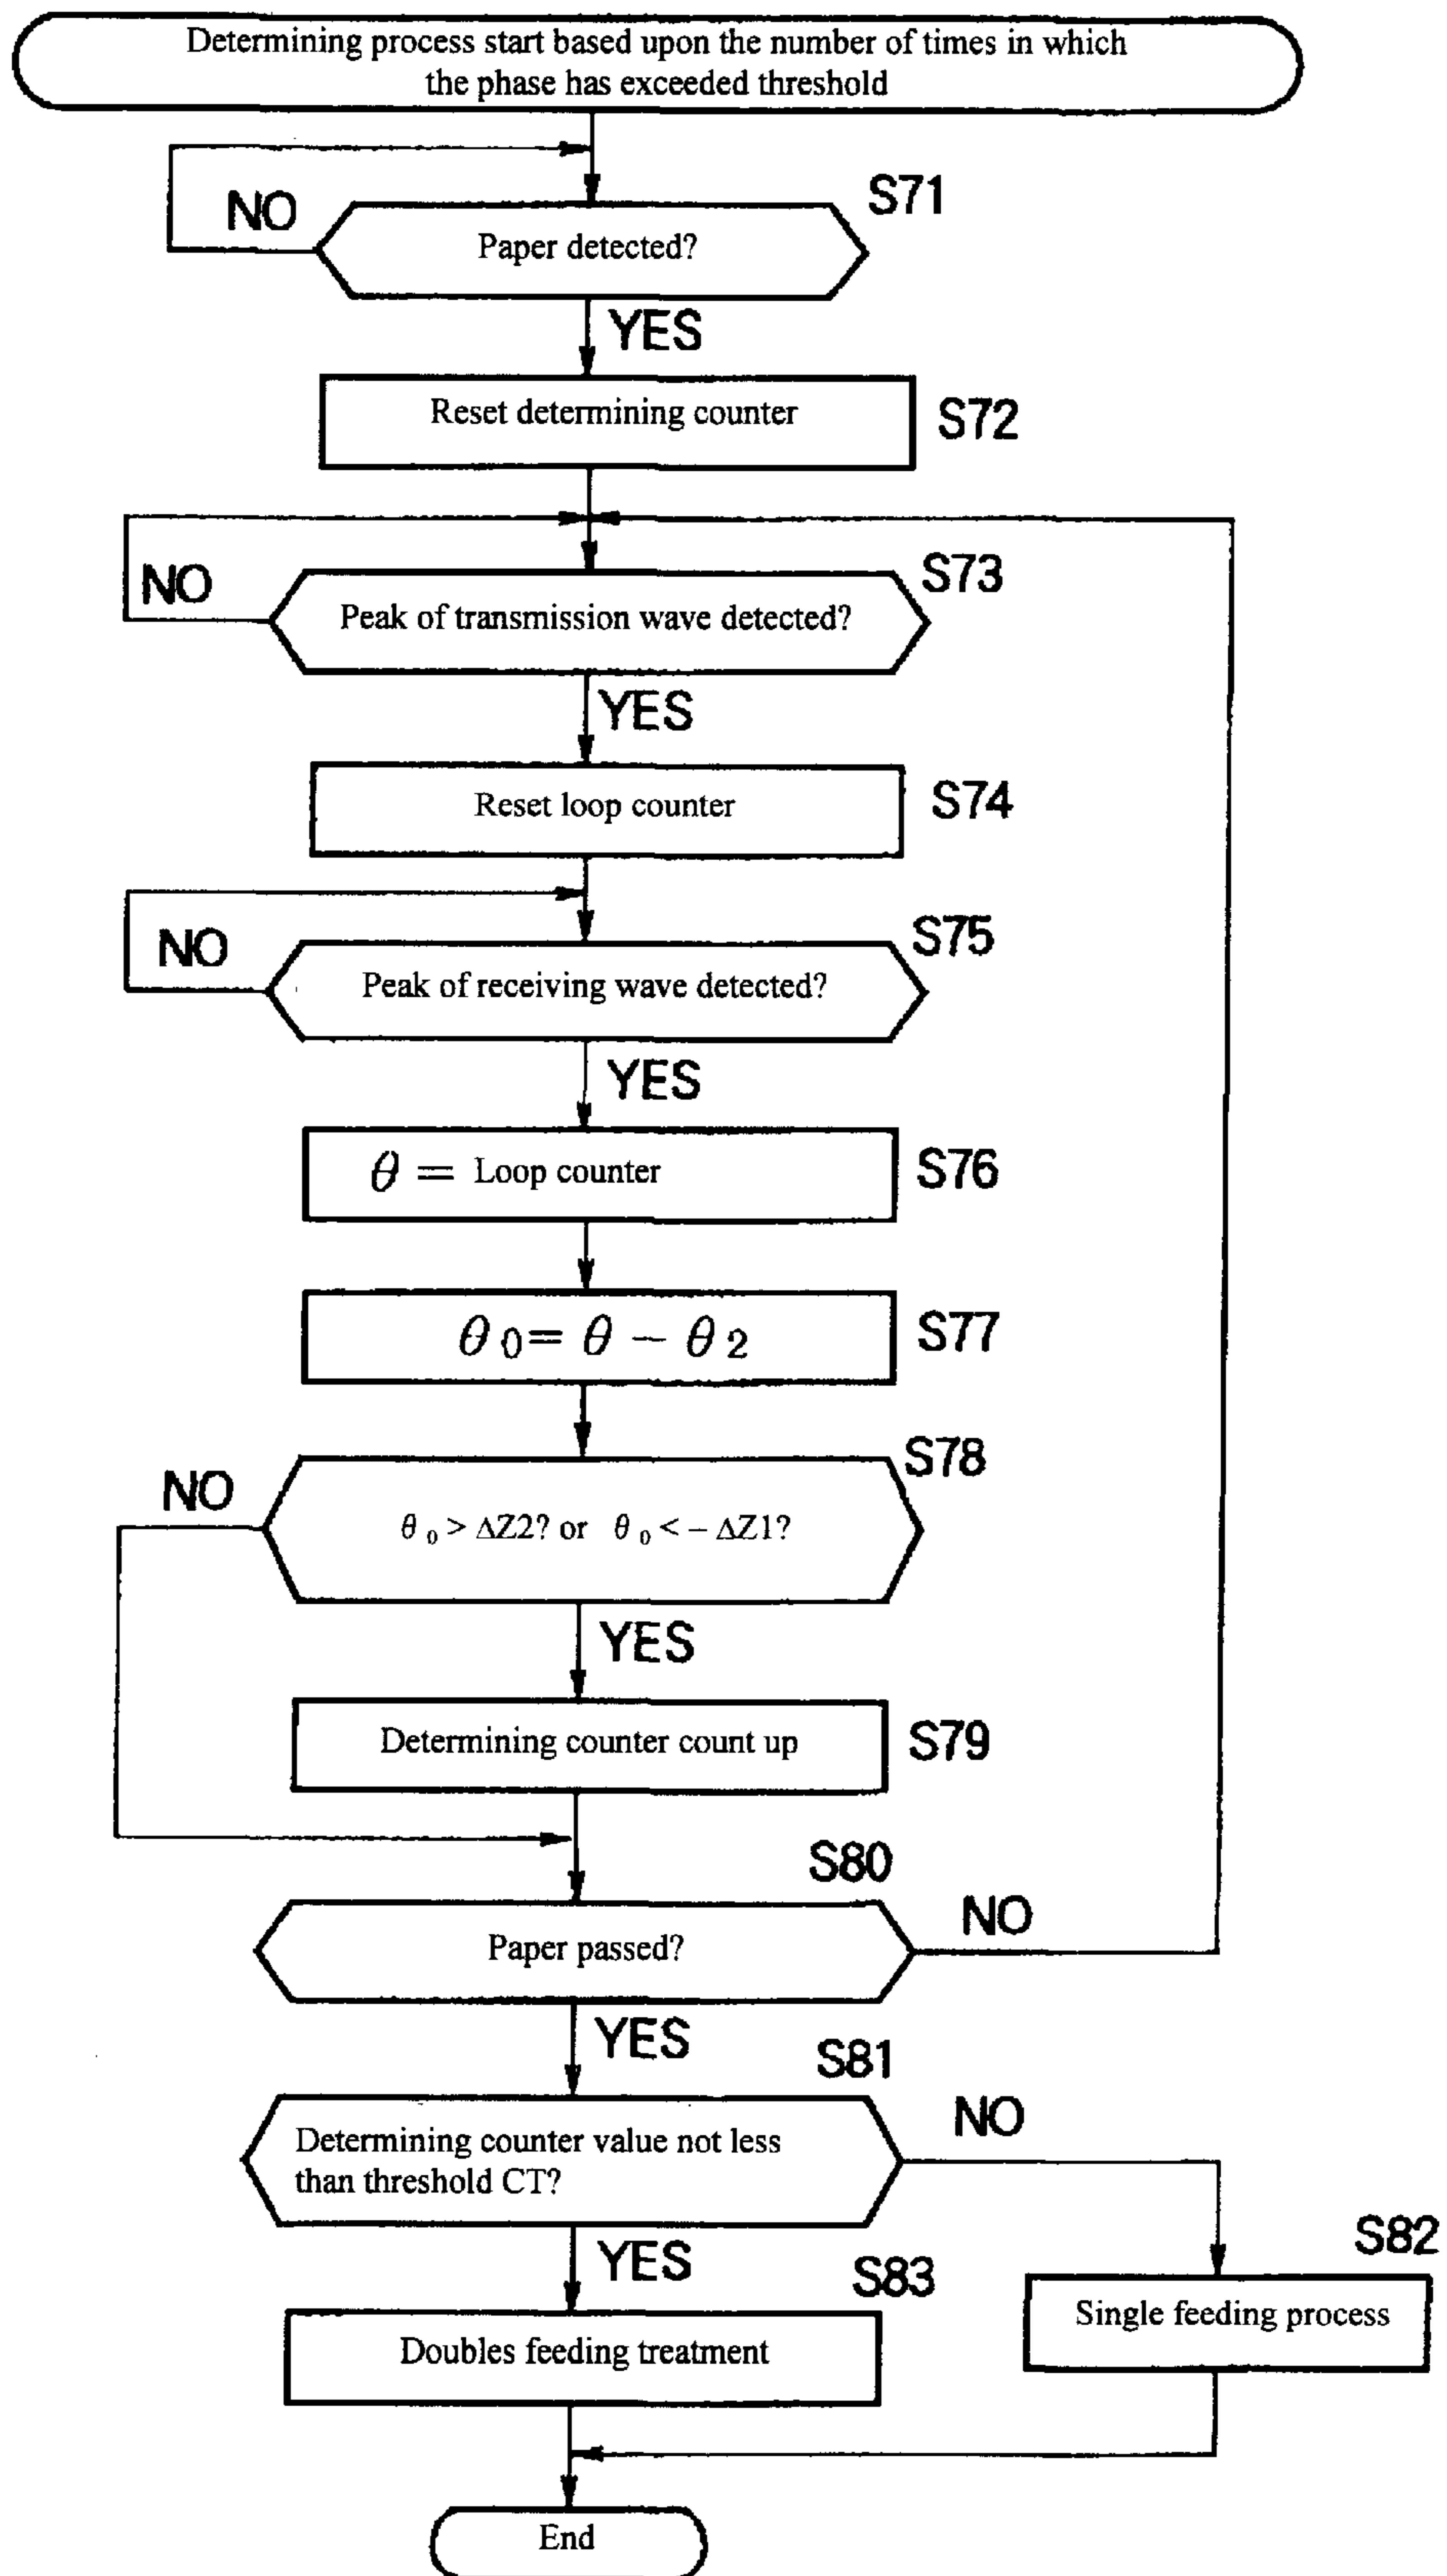 Determining process start based upon the number of times in which
the phase has exceeded threshold
S71
NO
Paper detected?
YES
Reset determining counter
S72
S73
NO
Peak of transmission wave detected?
YES
Reset loop counter
S74
S75
NO
Peak of receiving wave detected?
YES
θ = Loop counter
S76
θ 0= θ − θ 2
S77
S78
NO
θ 0 > ΔZ2? or θ 0 < − ΔZ1?
YES
Determining counter count up
S79
S80
NO
Paper passed?
YES
S81
NO
Determining counter value not less
than threshold CT?
YES
S82
S83
Single feeding process
Doubles feeding treatment
End